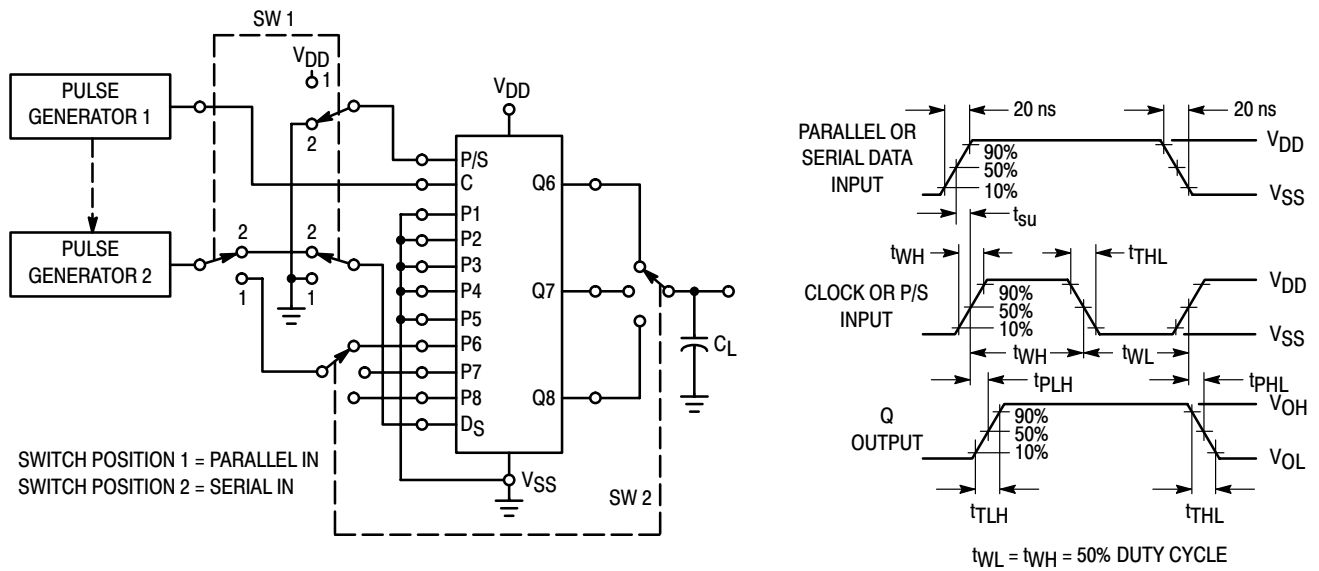 SW 1
VDD
1
2
PULSE
GENERATOR 1
PULSE
GENERATOR 2
2
1
2
1
VDD
P/S
C
P1
P2
P3
P4
P5
P6
P7
P8
DS
Q6
Q7
Q8
VSS
CL
SW 2
SWITCH POSITION 1 = PARALLEL IN
SWITCH POSITION 2 = SERIAL IN
PARALLEL OR
SERIAL DATA
INPUT
20 ns
20 ns
90%
50%
10%
VDD
VSS
tsu
CLOCK OR P/S
INPUT
tWH
tTHL
90%
50%
10%
VDD
VSS
tWH
tWL
tPLH
tPHL
Q
OUTPUT
90%
50%
10%
VOH
VOL
tTLH
tTHL
tWL = tWH = 50% DUTY CYCLE